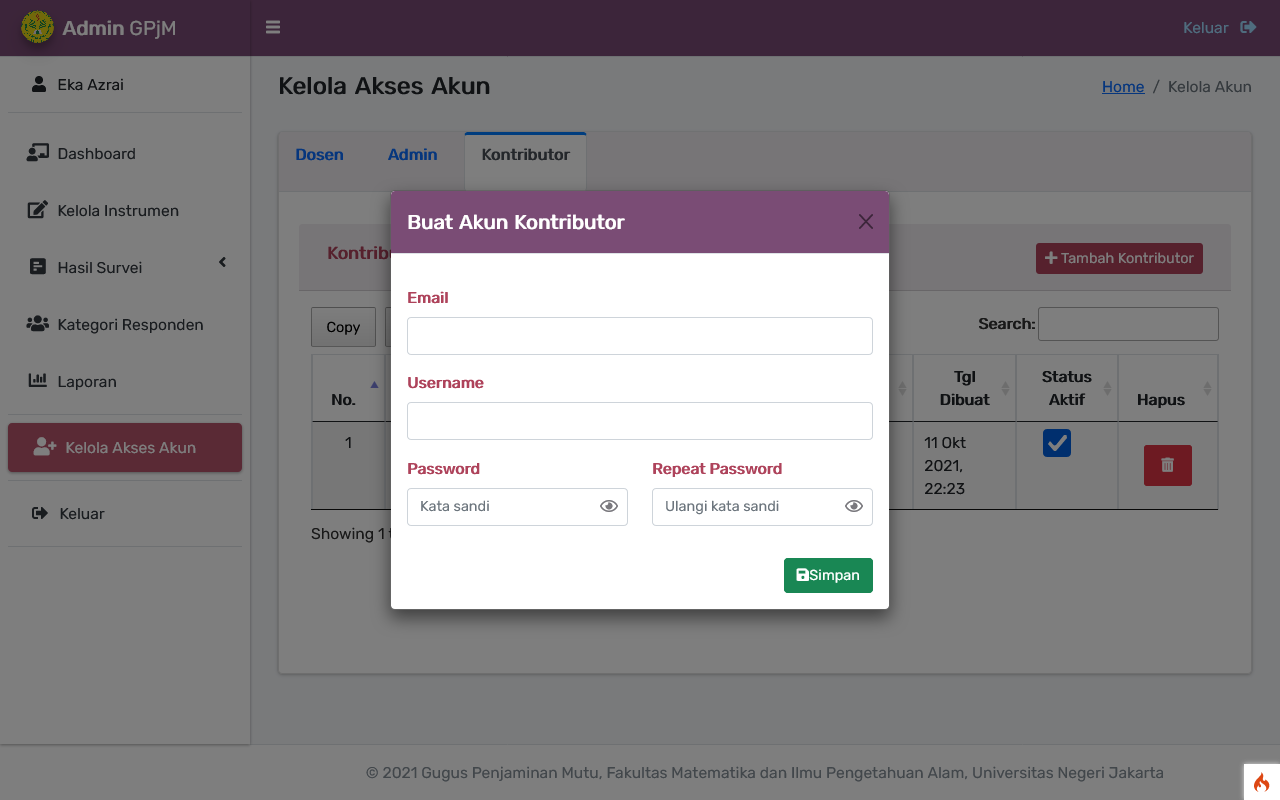 Admin GPjM
Keluar
Eka Azrai
Dashboard
Kelola Instrumen
Hasil Survei
Kategori Responden
Laporan
Kelola Akses Akun
Keluar
Kelola Akses Akun
Home / Kelola Akun
Dosen
Admin
Kontributor
Tambah Kontributor
Copy
Search:
No.
Tgl
Dibuat
Status
Aktif
Hapus
1
11 Okt
2021,
22:23
Showing 1
Buat Akun Kontributor
Email
Username
Password
Repeat Password
Kata sandi
Ulangi kata sandi
Simpan
© 2021 Gugus Penjaminan Mutu, Fakultas Matematika dan Ilmu Pengetahuan Alam, Universitas Negeri Jakarta